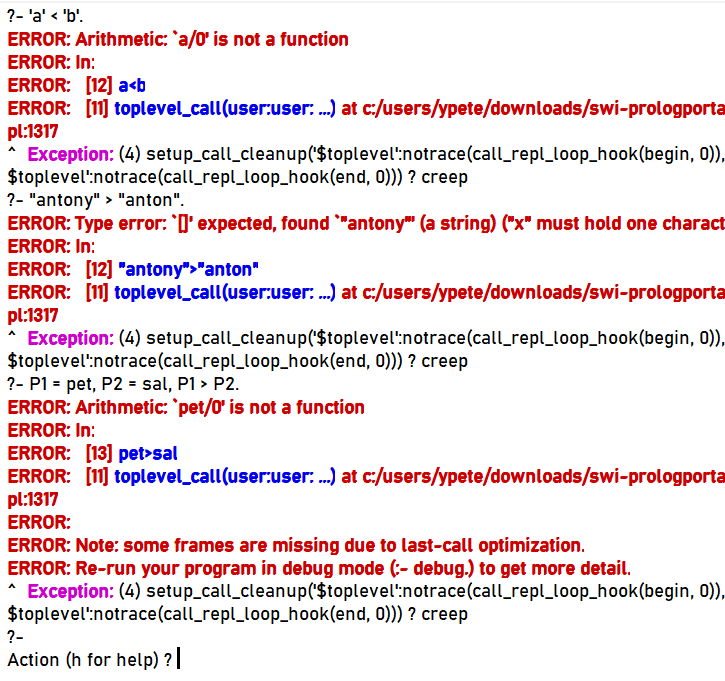 ?- 'a' < 'b'.
ERROR: Arithmetic: `a/0' is not a function
ERROR: In:
ERROR:   [12] a<b
ERROR:   [11] toplevel_call(user:user: ...) at c:/users/ypete/downloads/swi-prologporta
pl:1317
^  Exception: (4) setup_call_cleanup('$toplevel':notrace(call_repl_loop_hook(begin, 0)),
$toplevel':notrace(call_repl_loop_hook(end, 0))) ? creep
?- "antony" > "anton".
ERROR: Type error: `[]' expected, found `"antony"' (a string) ("x" must hold one charact
ERROR: In:
ERROR:   [12] "antony">"anton"
ERROR:   [11] toplevel_call(user:user: ...) at c:/users/ypete/downloads/swi-prologporta
pl:1317
^  Exception: (4) setup_call_cleanup('$toplevel':notrace(call_repl_loop_hook(begin, 0)),
$toplevel':notrace(call_repl_loop_hook(end, 0))) ? creep
?- P1 = pet, P2 = sal, P1 > P2.
ERROR: Arithmetic: `pet/0' is not a function
ERROR: In:
ERROR:   [13] pet>sal
ERROR:   [11] toplevel_call(user:user: ...) at c:/users/ypete/downloads/swi-prologporta
pl:1317
ERROR:
ERROR: Note: some frames are missing due to last-call optimization.
ERROR: Re-run your program in debug mode (:- debug.) to get more detail.
^  Exception: (4) setup_call_cleanup('$toplevel':notrace(call_repl_loop_hook(begin, 0)),
$toplevel':notrace(call_repl_loop_hook(end, 0))) ? creep
?-
Action (h for help) ?